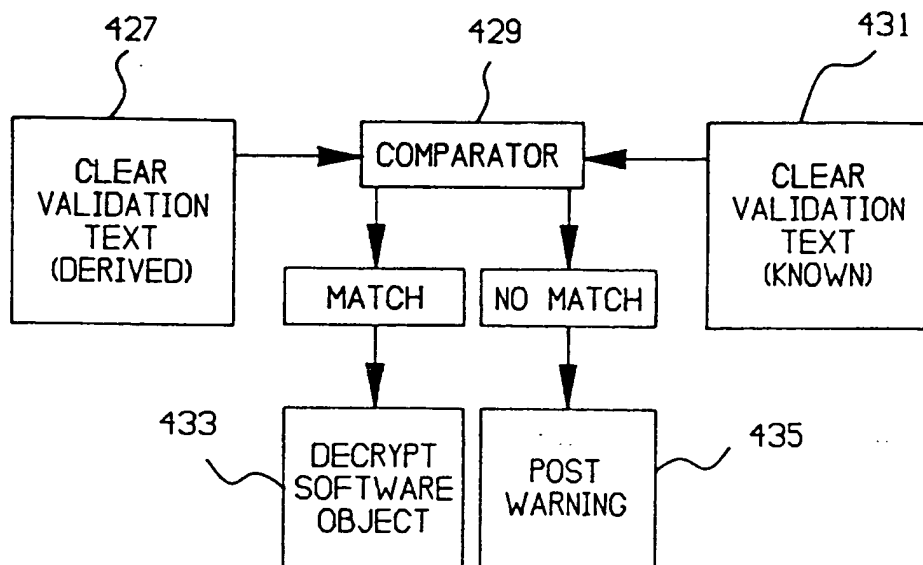 427
429
431
CLEAR
VALIDATION
TEXT
(DERIVED)
COMPARATOR
CLEAR
VALIDATION
TEXT
(KNOWN)
MATCH
NO MATCH
433
DECRYPT
SOFTWARE
OBJECT
POST
WARNING
435